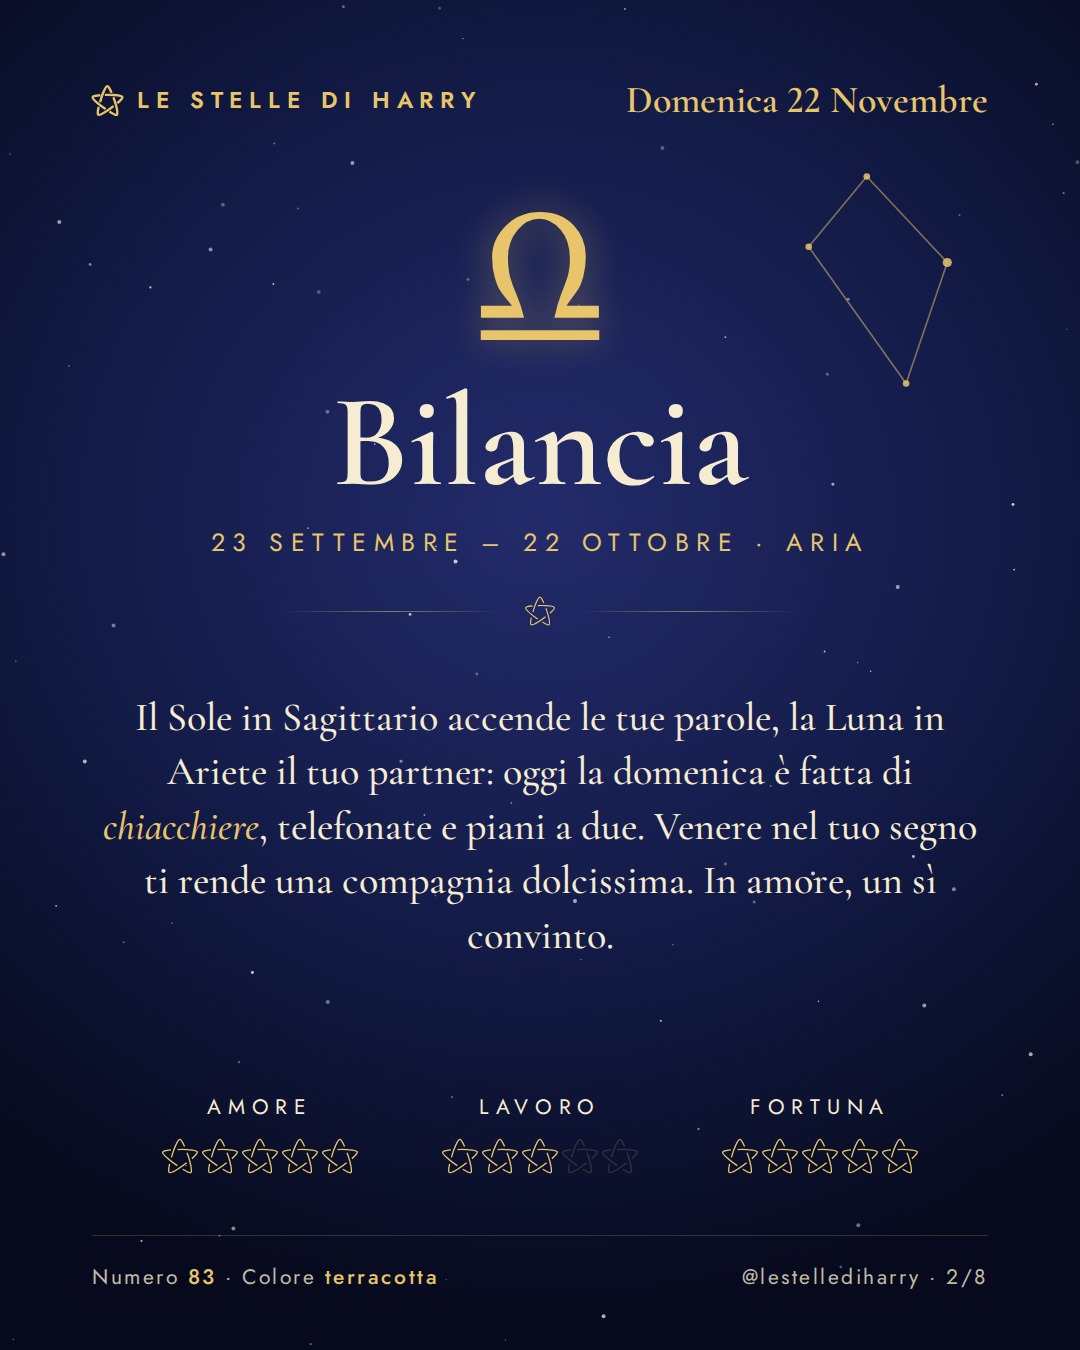 LE STELLE DI HARRY
Domenica 22 Novembre
Bilancia
23 SETTEMBRE — 22 OTTOBRE · ARIA
Il Sole in Sagittario accende le tue parole, la Luna in
Ariete il tuo partner: oggi la domenica è fatta di
chiacchiere, telefonate e piani a due. Venere nel tuo segno
ti rende una compagnia dolcissima. In amore, un sì
convinto.
AMORE
LAVORO
FORTUNA
Numero 83 · Colore terracotta
@lestellediharry · 2/8